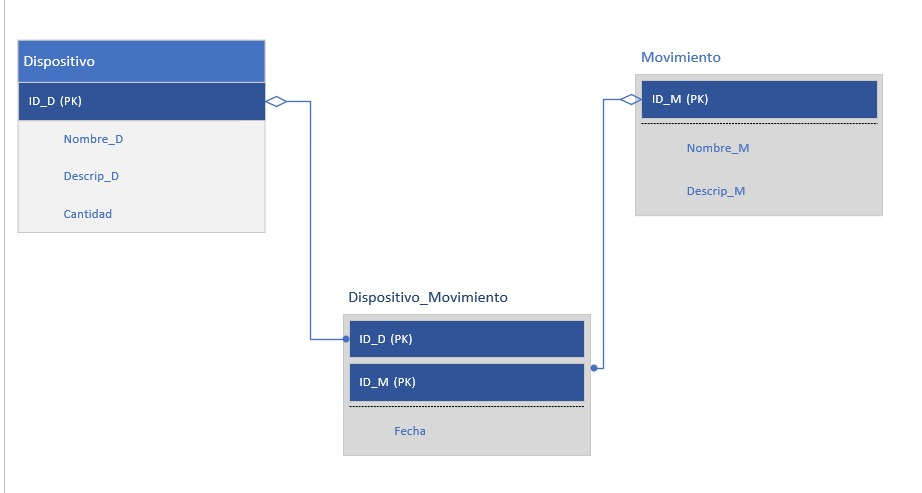 Dispositivo
ID_D (PK)
Nombre_D
Descrip_D
Cantidad
Movimiento
ID_M (PK)
Nombre_M
Descrip_M
Dispositivo_Movimiento
ID_D (PK)
ID_M (PK)
Fecha